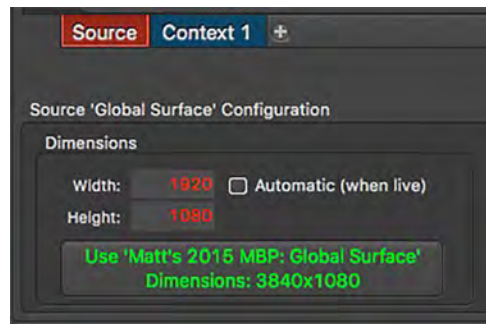 Source Context 1 +
Source 'Global Surface' Configuration
Dimensions
Width: 1920 Automatic (when live)
Height: 1080
Use 'Matt's 2015 MBP: Global Surface'
Dimensions: 3840x1080